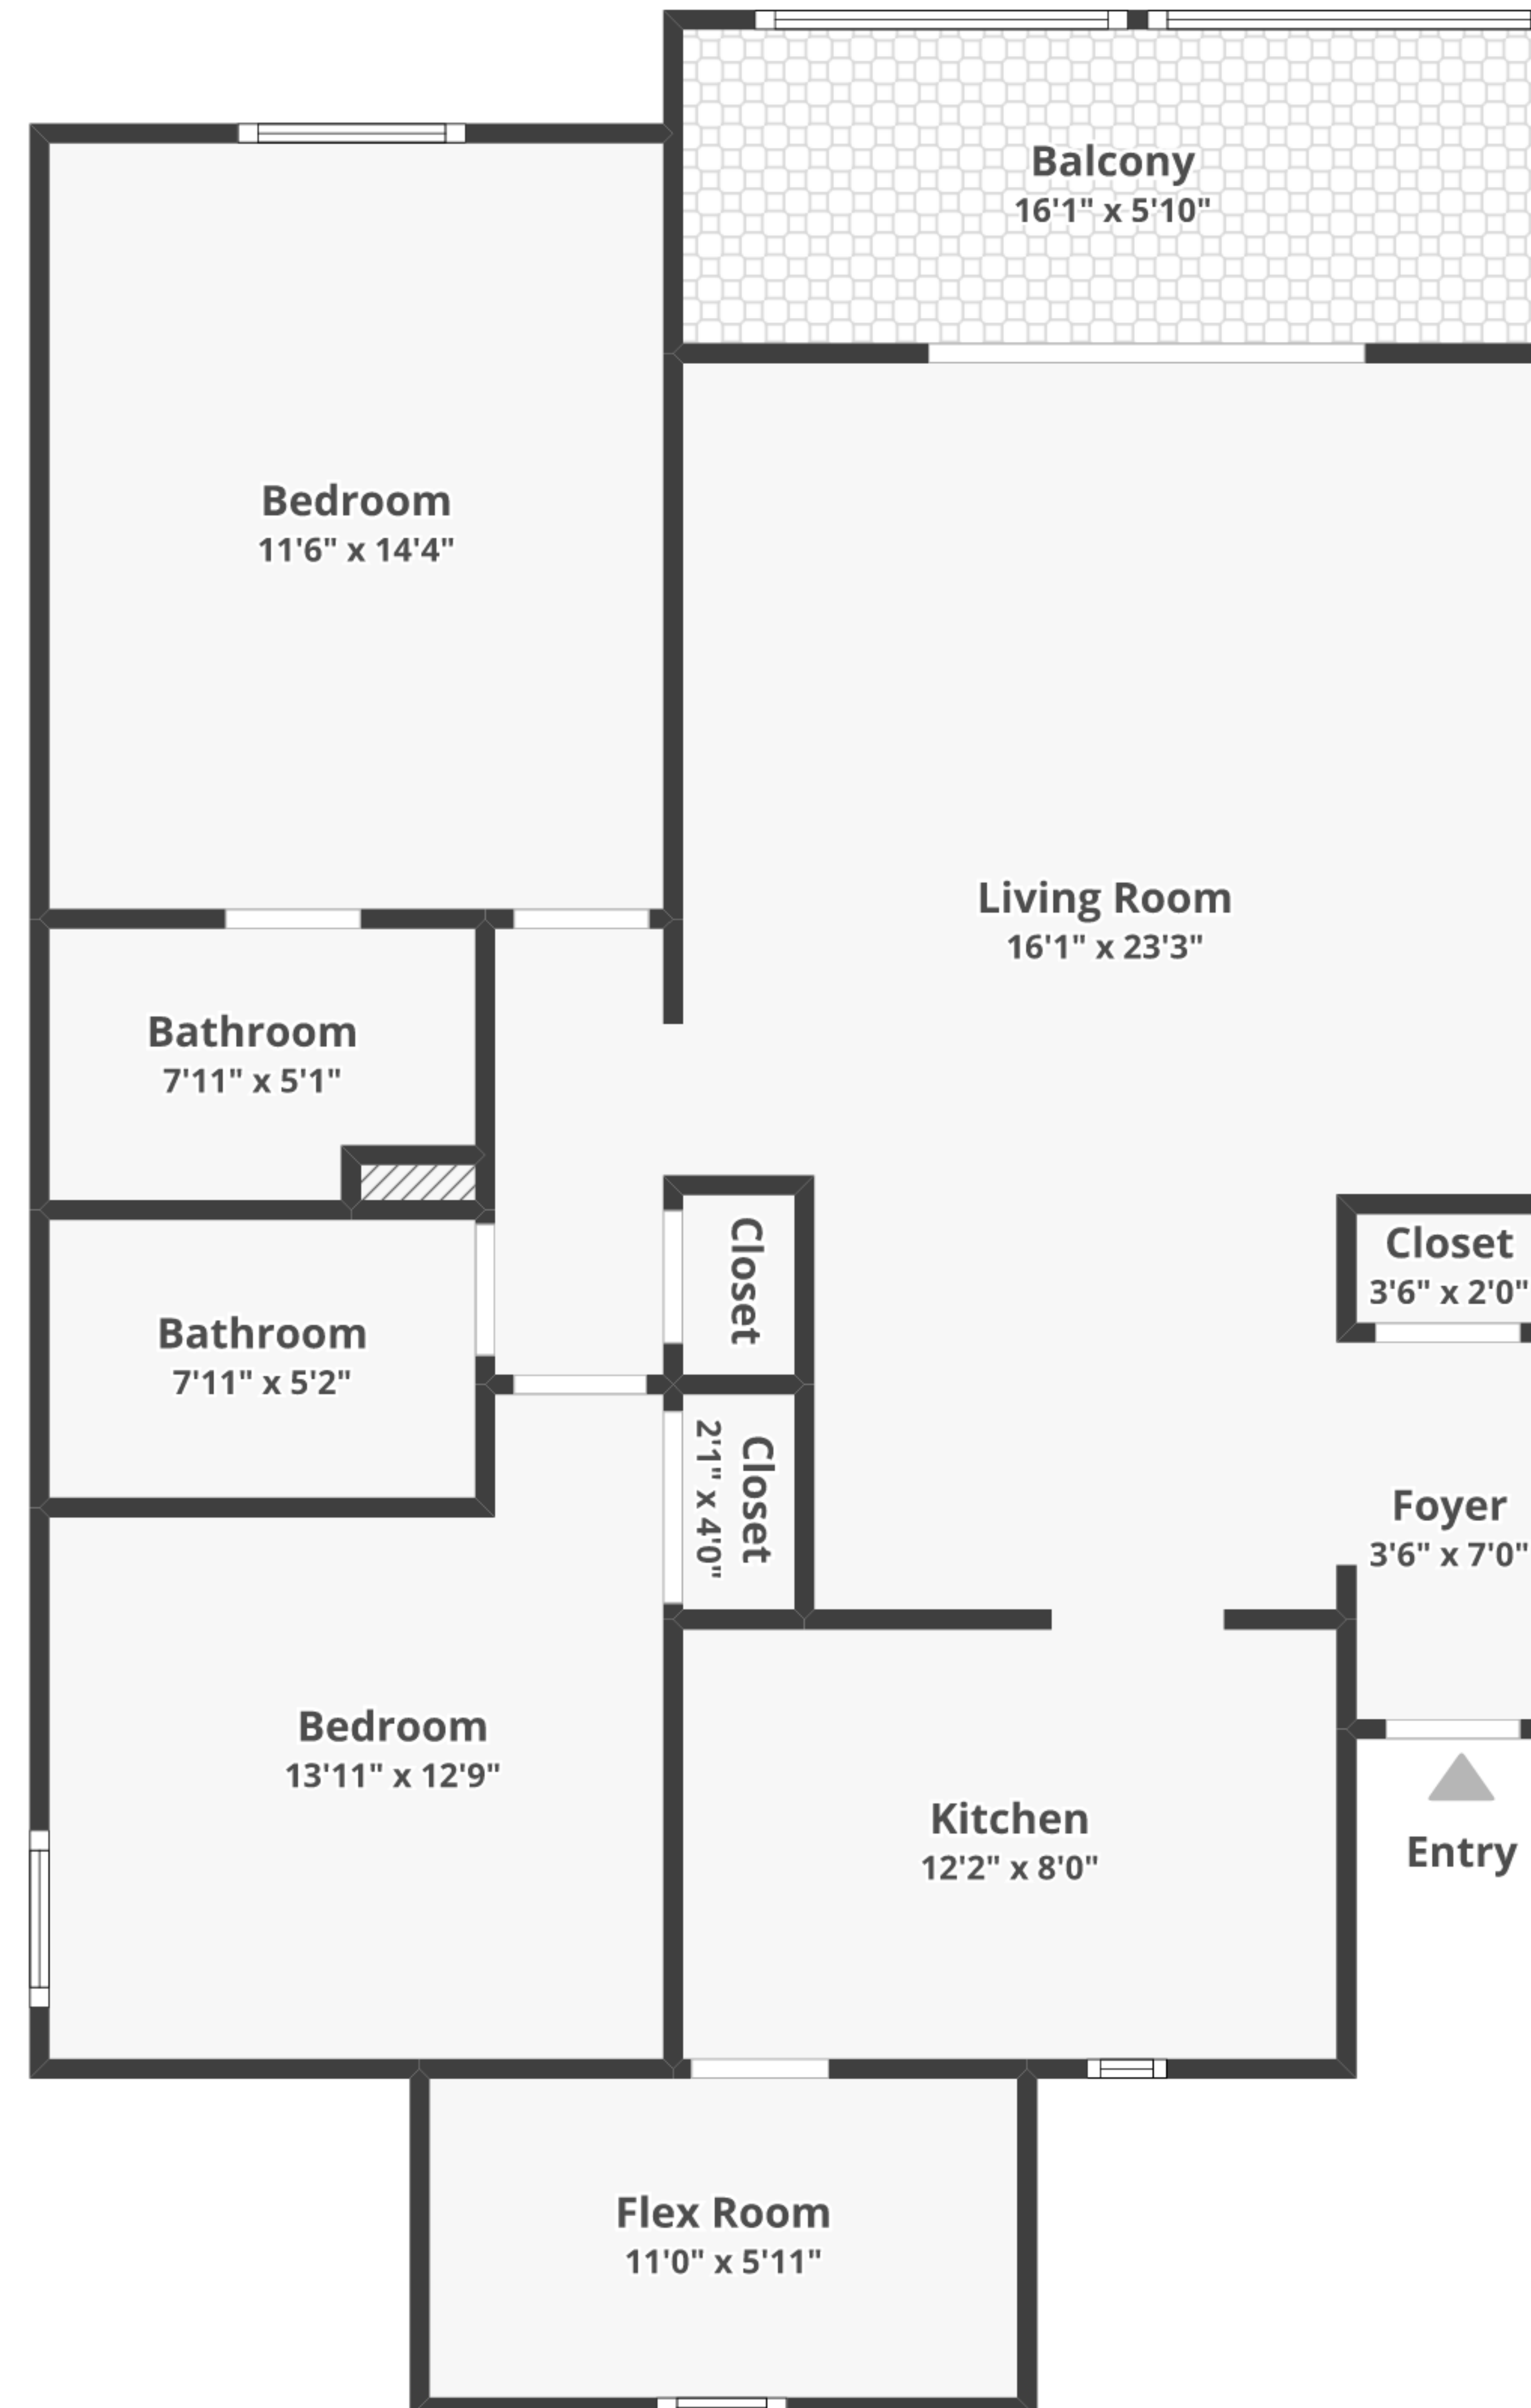 Balcony
16'1" x 5'10"
Bedroom
11'6" x 14'4"
Living Room
16'1" x 23'3"
Bathroom
7'11" x 5'1"
Closet
Closet
3'6" x 2'0"
Bathroom
7'11" x 5'2"
Closet
2'1" x 4'0"
Foyer
3'6" x 7'0"
Bedroom
13'11" x 12'9"
Kitchen
12'2" x 8'0"
Entry
Flex Room
11'0" x 5'11"